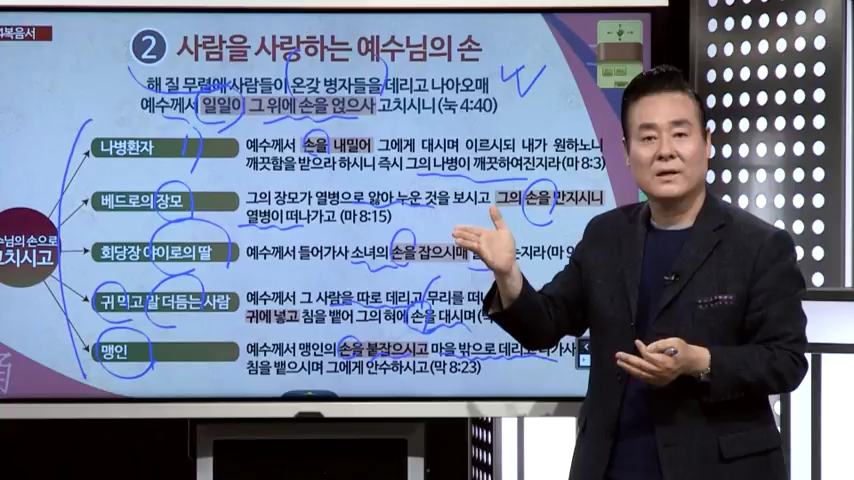 4복음서
2 사람을 사랑하는 예수님의 손
해 질 무렵에 사람들이 온갖 병자들을 데리고 나아오매
예수께서 일일이 그 위에 손을 얹으사 고치시니 (눅 4:40)
나병환자
예수께서 손을 내밀어 그에게 대시며 이르시되 내가 원하노니
깨끗함을 받으라 하시니 즉시 그의 나병이 깨끗하여진지라 (마 8:3)
베드로의 장모
그의 장모가 열병으로 앓아 누운 것을 보시고 그의 손을 만지시니
열병이 떠나가고 (마 8:15)
수님의 손으로
고치시고
회당장 야이로의 딸
예수께서 들어가사 소녀의 손을 잡으시매 는지라 (마 9
귀 먹고 말 더듬는 사람
예수께서 그 사람을 따로 데리고 무리를 떠나
귀에 넣고 침을 뱉어 그의 혀에 손을 대시며 (막
맹인
예수께서 맹인의 손을 붙잡으시고 마을 밖으로 데리고 나가사
침을 뱉으시며 그에게 안수하시고 (막 8:23)